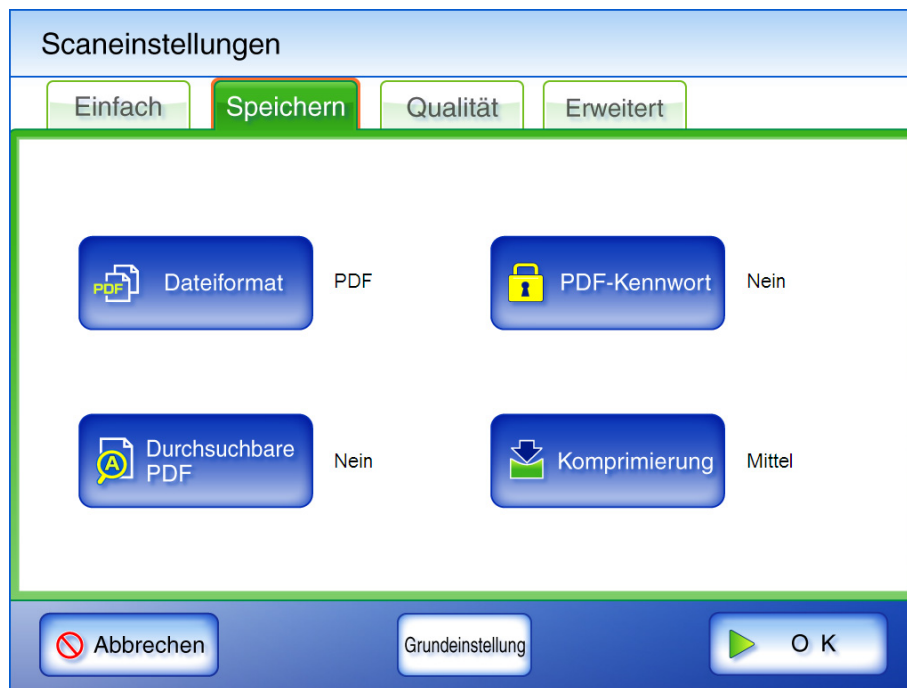 Scaneinstellungen
Einfach Speichern Qualität Erweitert
PDF Dateiformat PDF
PDF-Kennwort Nein
A Durchsuchbare
PDF
Nein
Komprimierung Mittel
Abbrechen Grundeinstellung O K